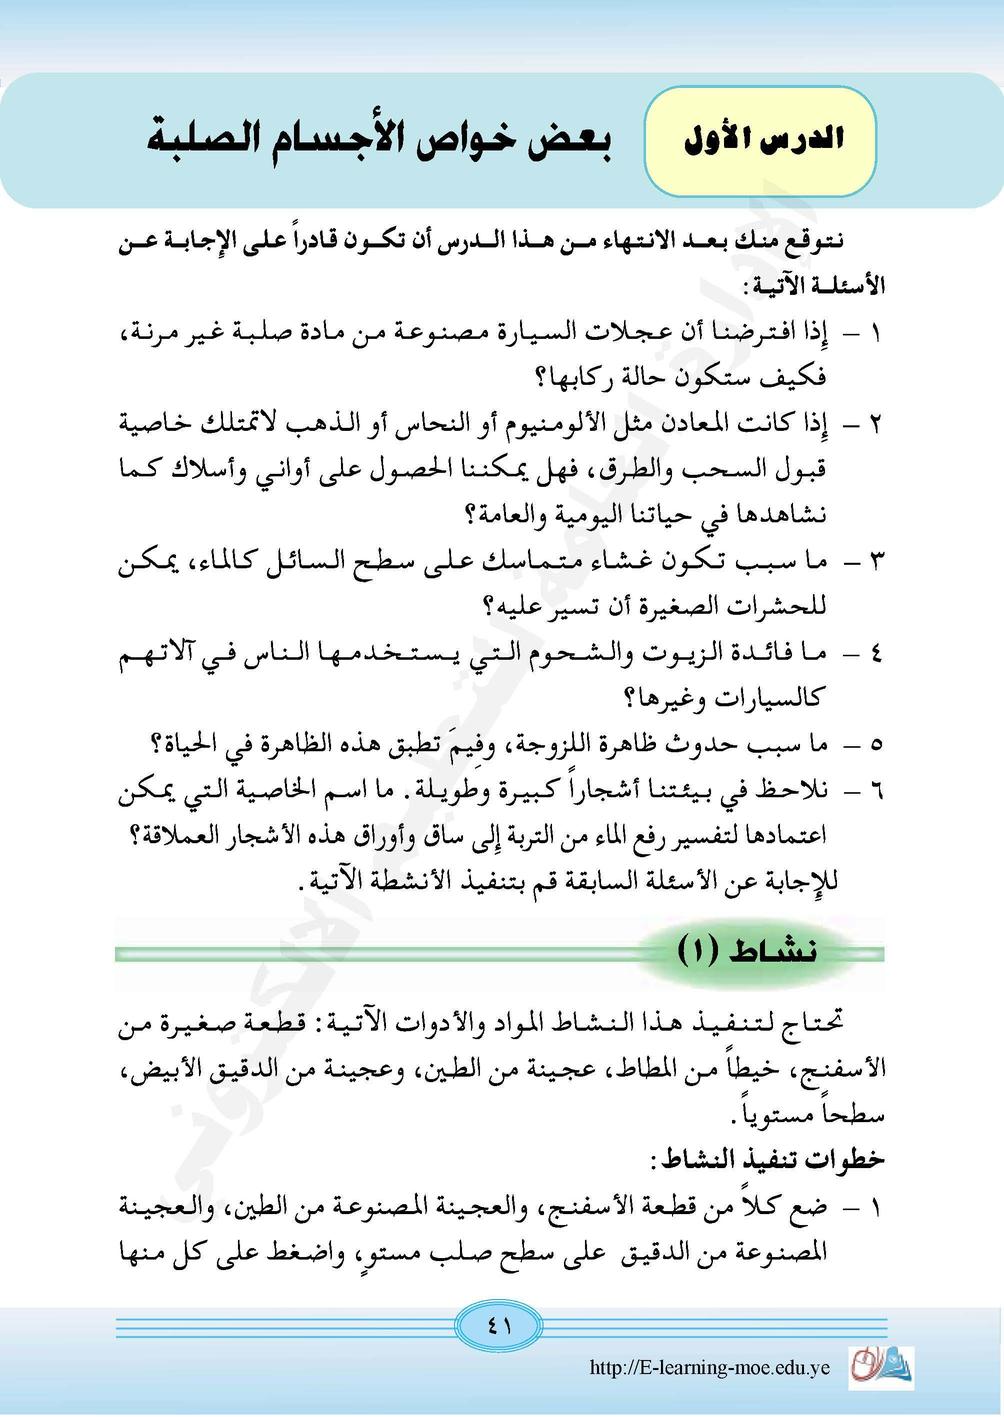 الدرس الأول
بعض خواص الأجسام الصلبة
نتوقع منك بعد الانتهاء من هذا الدرس أن تكون قادراً على الإجابة عن
الأسئلة الآتية:
١ – إذا افترضنا أن عجلات السيارة مصنوعة من مادة صلبة غير مرنة،
فكيف ستكون حالة ركابها؟
٢ – إذا كانت المعادن مثل الألومنيوم أو النحاس أو الذهب لاتمتلك خاصية
قبول السحب والطرق، فهل يمكننا الحصول على أواني وأسلاك كما
نشاهدها في حياتنا اليومية والعامة؟
٣ – ما سبب تكون غشاء متماسك على سطح السائل كالماء، يمكن
للحشرات الصغيرة أن تسير عليه؟
٤ – ما فائدة الزيوت والشحوم التي يستخدمها الناس في آلاتهم
كالسيارات وغيرها؟
٥ – ما سبب حدوث ظاهرة اللزوجة، وفِيمَ تطبق هذه الظاهرة في الحياة؟
٦ – نلاحظ في بيئتنا أشجاراً كبيرة وطويلة. ما اسم الخاصية التي يمكن
اعتمادها لتفسير رفع الماء من التربة إلى ساق وأوراق هذه الأشجار العملاقة؟
للإجابة عن الأسئلة السابقة قم بتنفيذ الأنشطة الآتية.
نشاط (١)
تحتاج لتنفيذ هذا النشاط المواد والأدوات الآتية: قطعة صغيرة من
الأسفنج، خيطاً من المطاط، عجينة من الطين، وعجينة من الدقيق الأبيض،
سطحاً مستوياً.
خطوات تنفيذ النشاط:
١ – ضع كلاً من قطعة الأسفنج، والعجينة المصنوعة من الطين، والعجينة
المصنوعة من الدقيق على سطح صلب مستوٍ، واضغط على كل منها
٤١
http://E-learning-moe.edu.ye
الإدارة العامة للتعليم الالكتروني